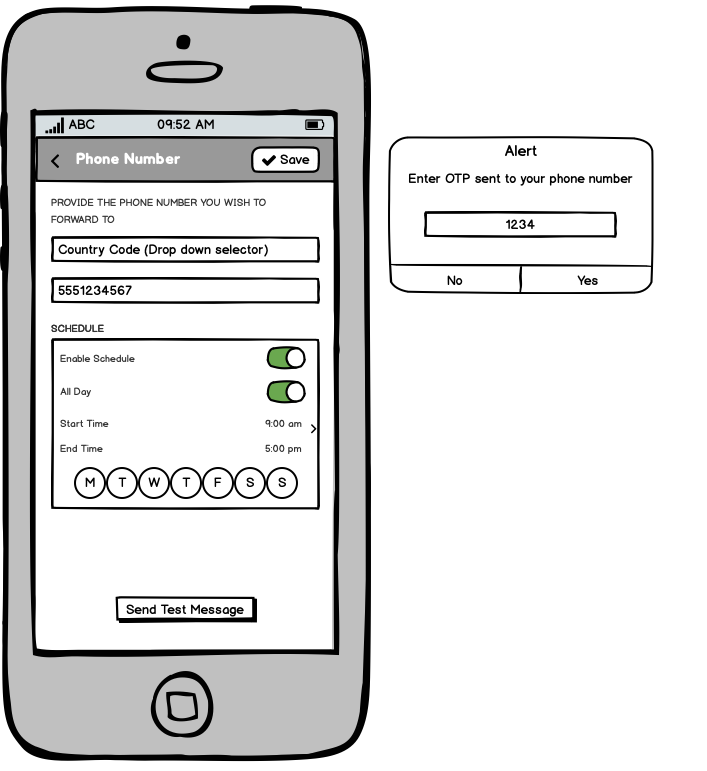 ABC 09:52 AM
Phone Number Save
PROVIDE THE PHONE NUMBER YOU WISH TO
FORWARD TO
Country Code (Drop down selector)
5551234567
SCHEDULE
Enable Schedule
All Day
Start Time 9:00 am
End Time 5:00 pm
M T W T F S S
Send Test Message
Alert
Enter OTP sent to your phone number
1234
No Yes